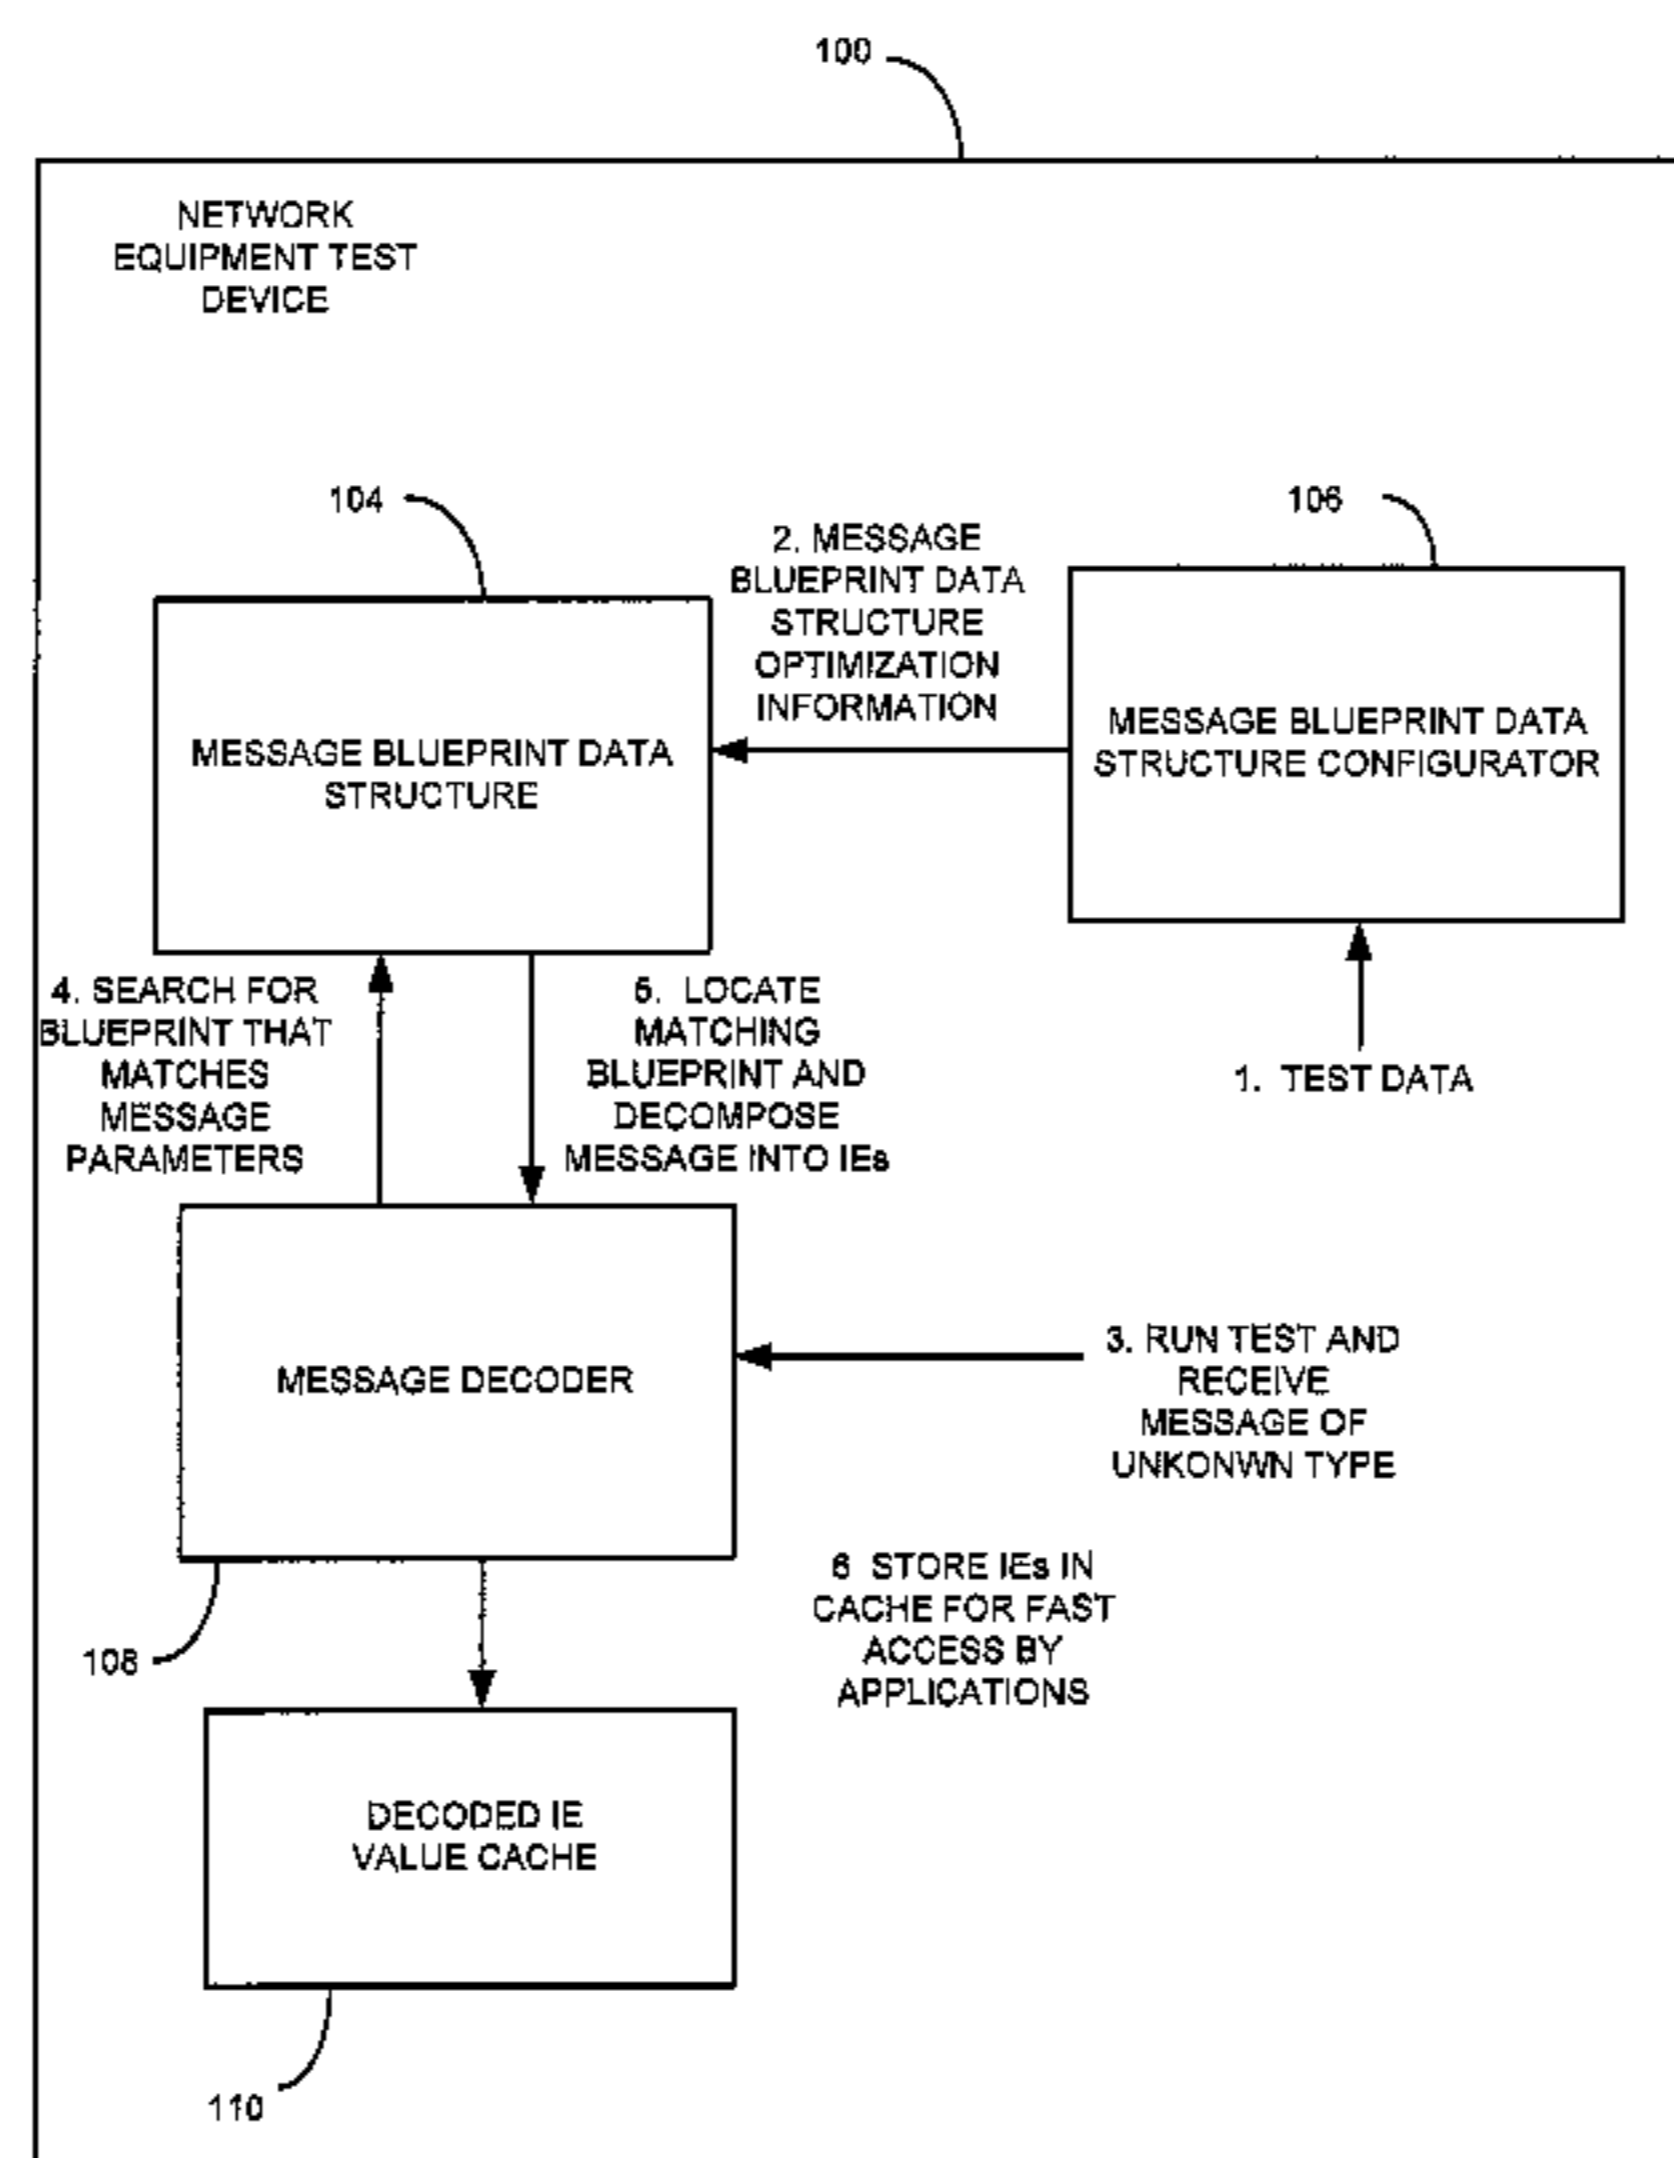 100
NETWORK
EQUIPMENT TEST
DEVICE
104
106
2. MESSAGE
BLUEPRINT DATA
STRUCTURE
OPTIMIZATION
INFORMATION
MESSAGE BLUEPRINT DATA
STRUCTURE
MESSAGE BLUEPRINT DATA
STRUCTURE CONFIGURATOR
4. SEARCH FOR
BLUEPRINT THAT
MATCHES
MESSAGE
PARAMETERS
5. LOCATE
MATCHING
BLUEPRINT AND
DECOMPOSE
MESSAGE INTO IEs
1. TEST DATA
MESSAGE DECODER
3. RUN TEST AND
RECEIVE
MESSAGE OF
UNKONWN TYPE
6 STORE IEs IN
CACHE FOR FAST
ACCESS BY
APPLICATIONS
108
DECODED IE
VALUE CACHE
110